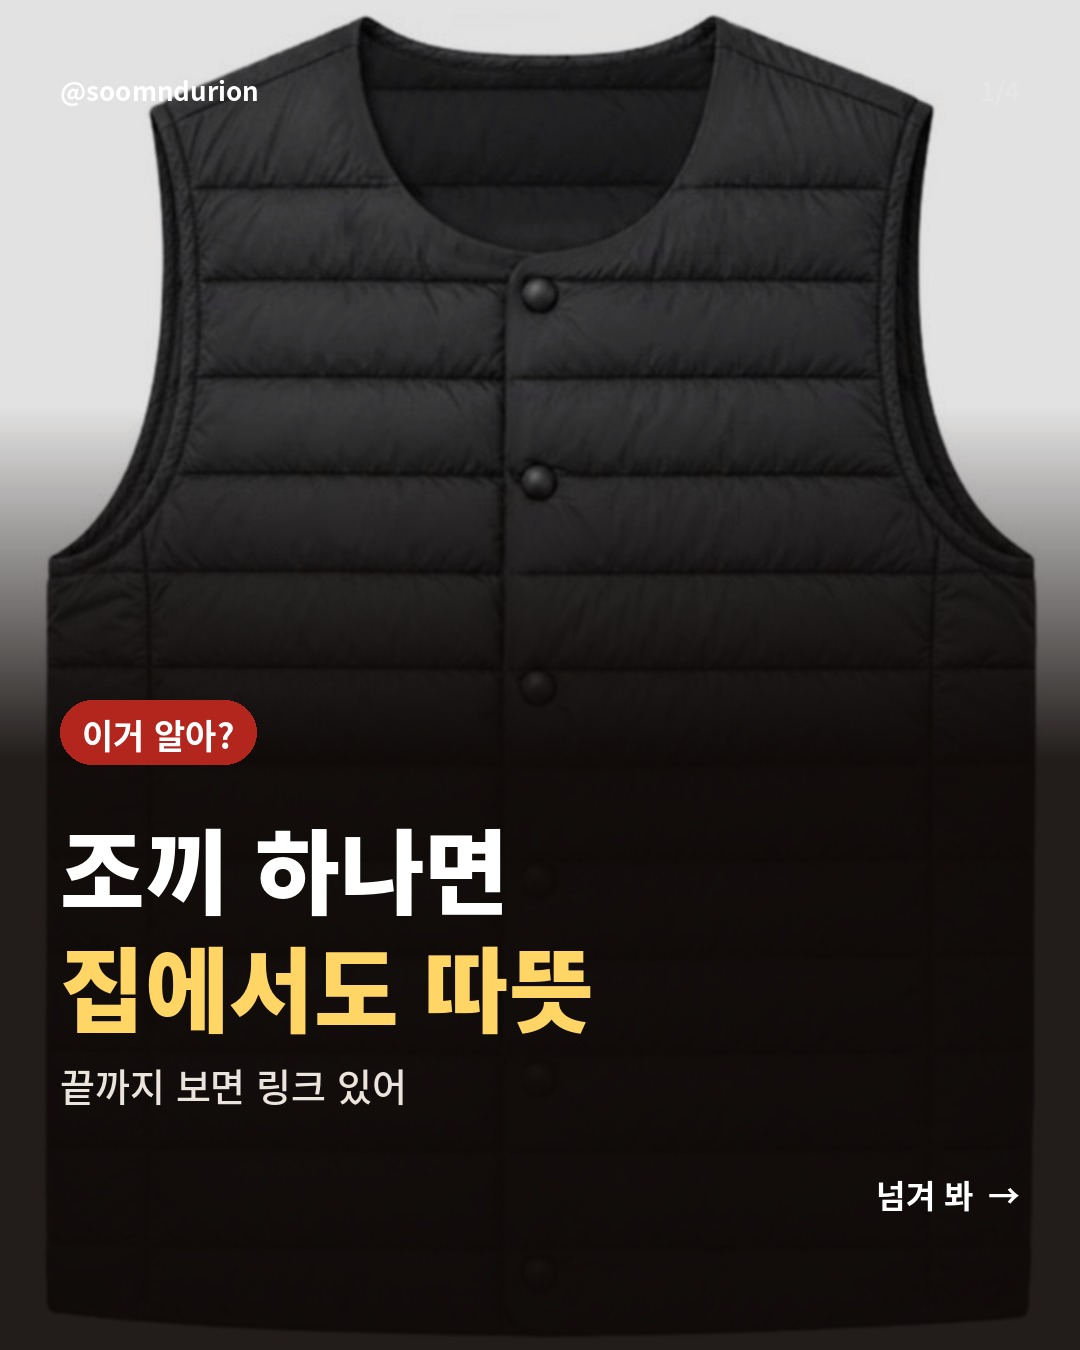 @soomndurion
1/4
이거 알아?
조끼 하나면
집에서도 따뜻
끝까지 보면 링크 있어
넘겨 봐 →